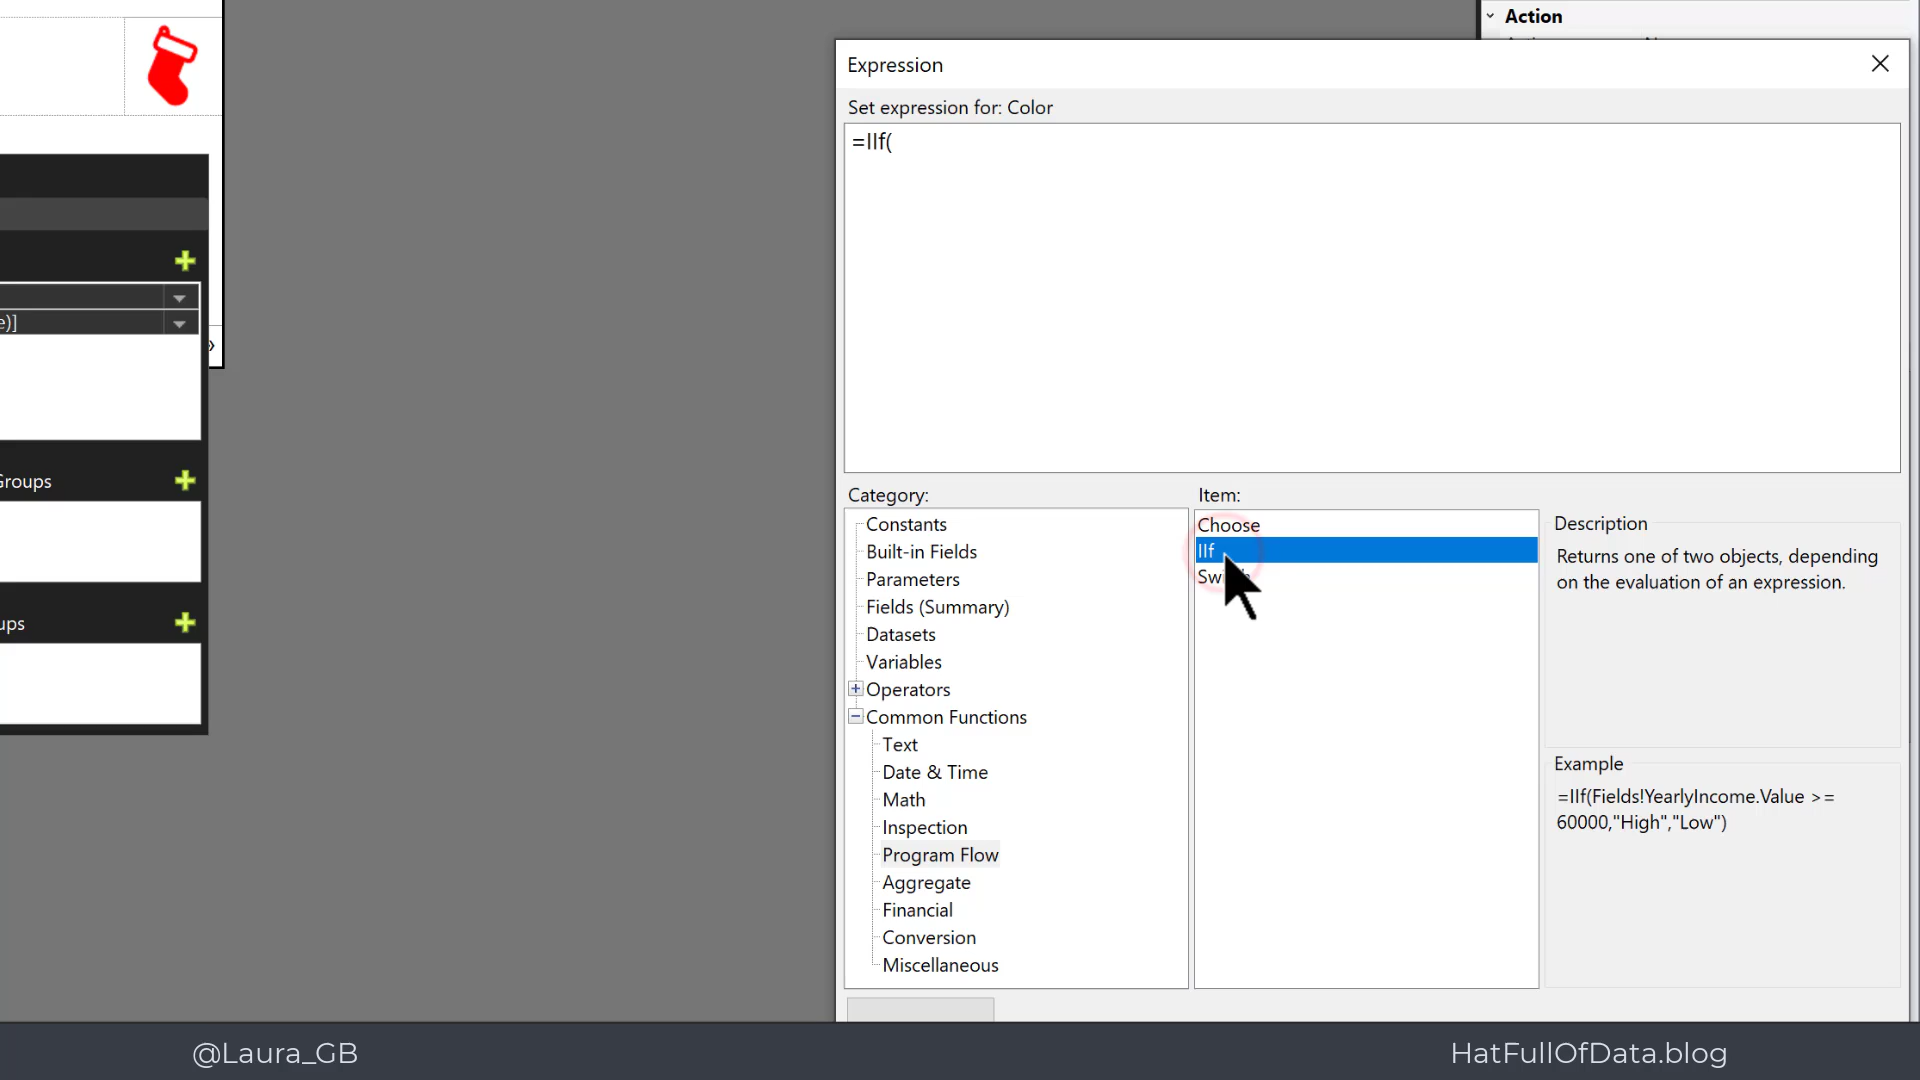 Action
Expression
Set expression for: Color
=IIf(
e)]
»
Groups
ups
Category:
Constants
Built-in Fields
Parameters
Fields (Summary)
Datasets
Variables
Operators
Common Functions
Text
Date & Time
Math
Inspection
Program Flow
Aggregate
Financial
Conversion
Miscellaneous
Item:
Choose
IIf
Description
Returns one of two objects, depending
on the evaluation of an expression.
Example
=IIf(Fields!YearlyIncome.Value >=
60000,"High","Low")
@Laura_GB
HatFullOfData.blog